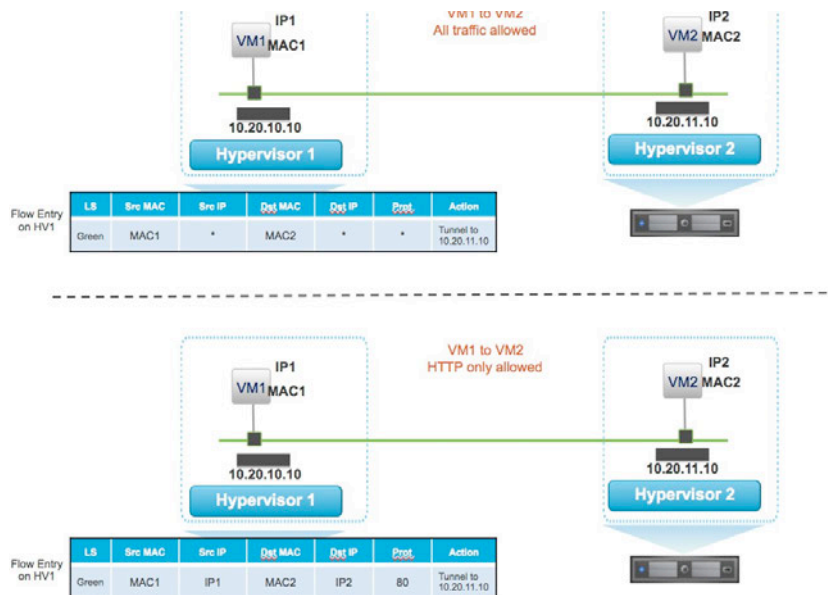 VM1 to VM2
All traffic allowed
IP1
VM1 MAC1
IP2
VM2 MAC2
10.20.10.10
Hypervisor 1
10.20.11.10
Hypervisor 2
Flow Entry
on HV1
LS Src MAC Src IP Dst MAC Dst IP Prot Action
Green MAC1 * MAC2 * * Tunnel to
10.20.11.10
VM1 to VM2
HTTP only allowed
IP1
VM1 MAC1
IP2
VM2 MAC2
10.20.10.10
Hypervisor 1
10.20.11.10
Hypervisor 2
Flow Entry
on HV1
LS Src MAC Src IP Dst MAC Dst IP Prot Action
Green MAC1 IP1 MAC2 IP2 80 Tunnel to
10.20.11.10